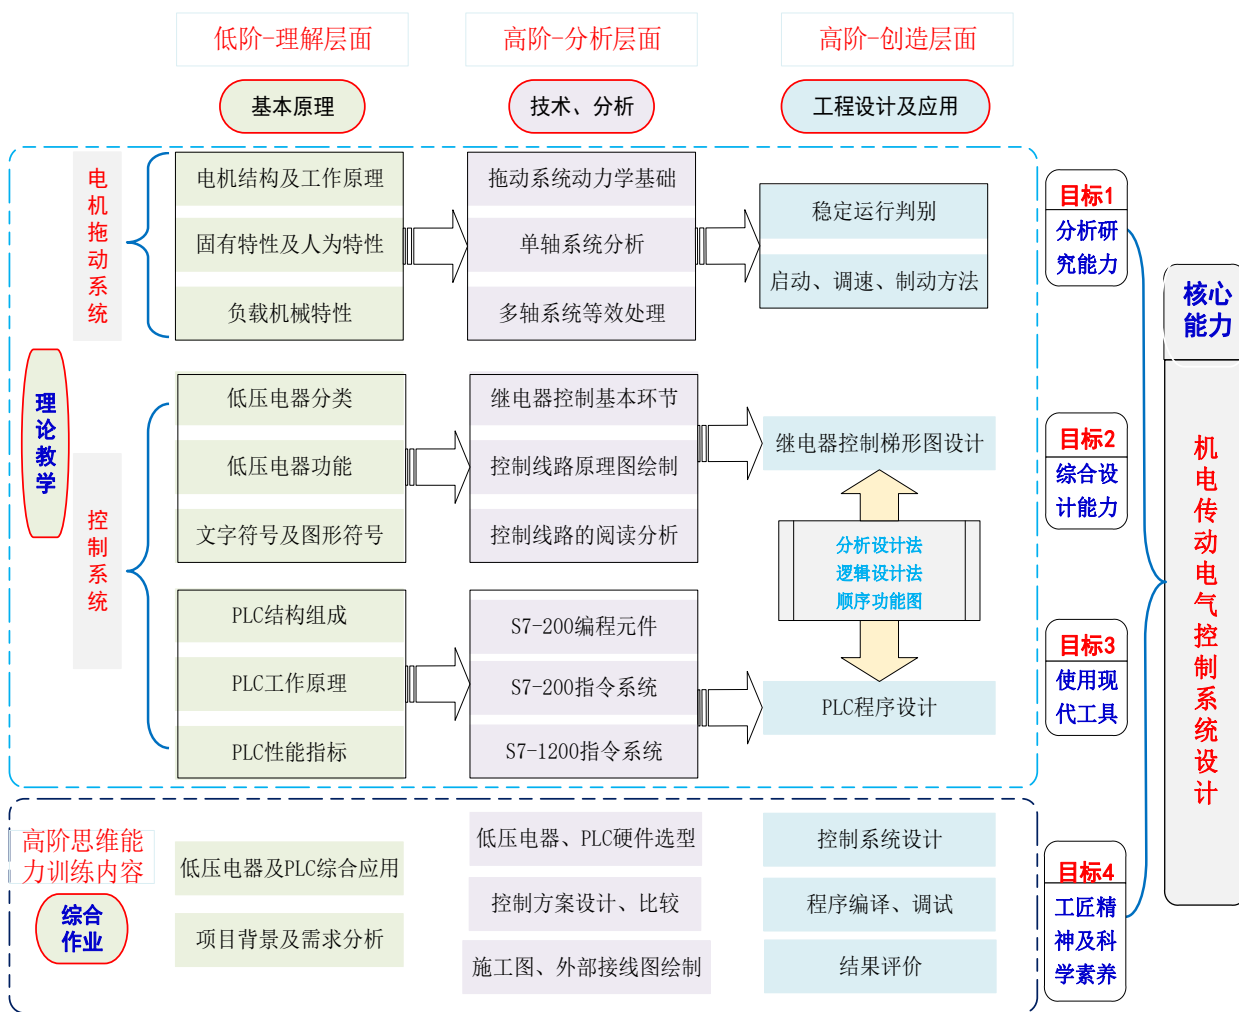 低阶-理解层面
高阶-分析层面
高阶-创造层面
基本原理
技术、分析
工程设计及应用
电机拖动系统
电机结构及工作原理
固有特性及人为特性
负载机械特性
拖动系统动力学基础
单轴系统分析
多轴系统等效处理
稳定运行判别
启动、调速、制动方法
理论教学
控制系统
低压电器分类
低压电器功能
文字符号及图形符号
继电器控制基本环节
控制线路原理图绘制
控制线路的阅读分析
继电器控制梯形图设计
分析设计法
逻辑设计法
顺序功能图
PLC结构组成
PLC工作原理
PLC性能指标
S7-200编程元件
S7-200指令系统
S7-1200指令系统
PLC程序设计
高阶思维能
力训练内容
综合
作业
低压电器及PLC综合应用
项目背景及需求分析
低压电器、PLC硬件选型
控制方案设计、比较
施工图、外部接线图绘制
控制系统设计
程序编译、调试
结果评价
目标1
分析研
究能力
目标2
综合设
计能力
目标3
使用现
代工具
目标4
工匠精
神及科
学素养
核心
能力
机电传动电气控制系统设计